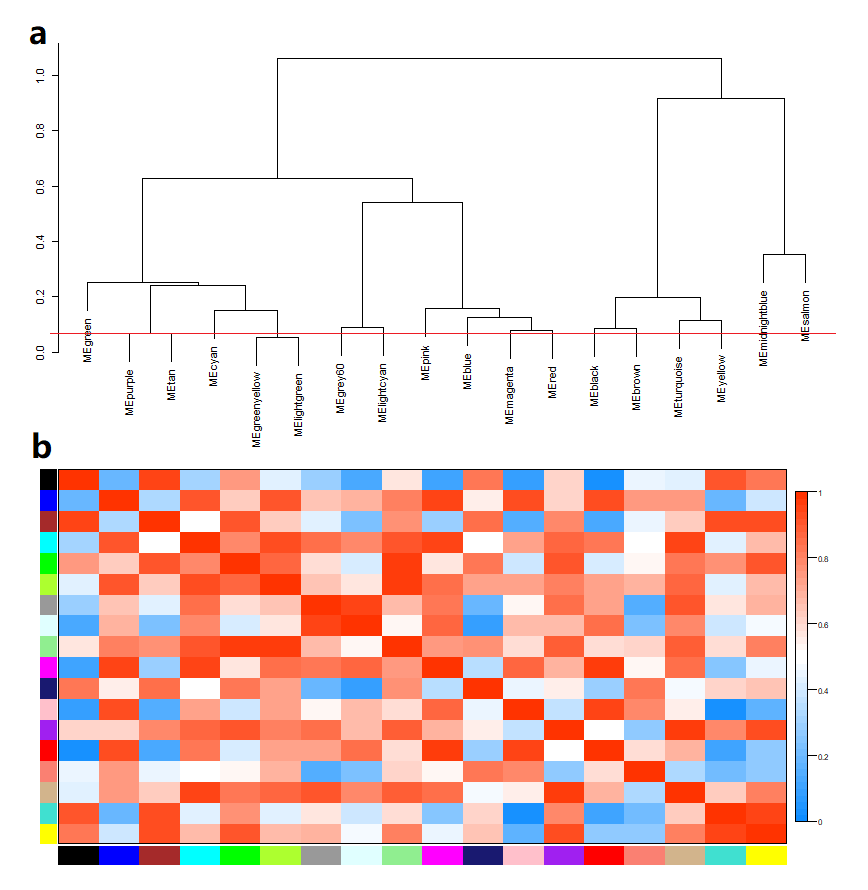 a
1.0
0.8
0.6
0.4
0.2
0.0
MEgreen
MEpurple
MEtan
MEcyan
MEgreenyellow
MElightgreen
MEgrey60
MElightcyan
MEpink
MEblue
MEmagenta
MEred
MEblack
MEbrown
MEturquoise
MEyellow
MEmidnightblue
MEsalmon
b
1
0.8
0.6
0.4
0.2
0